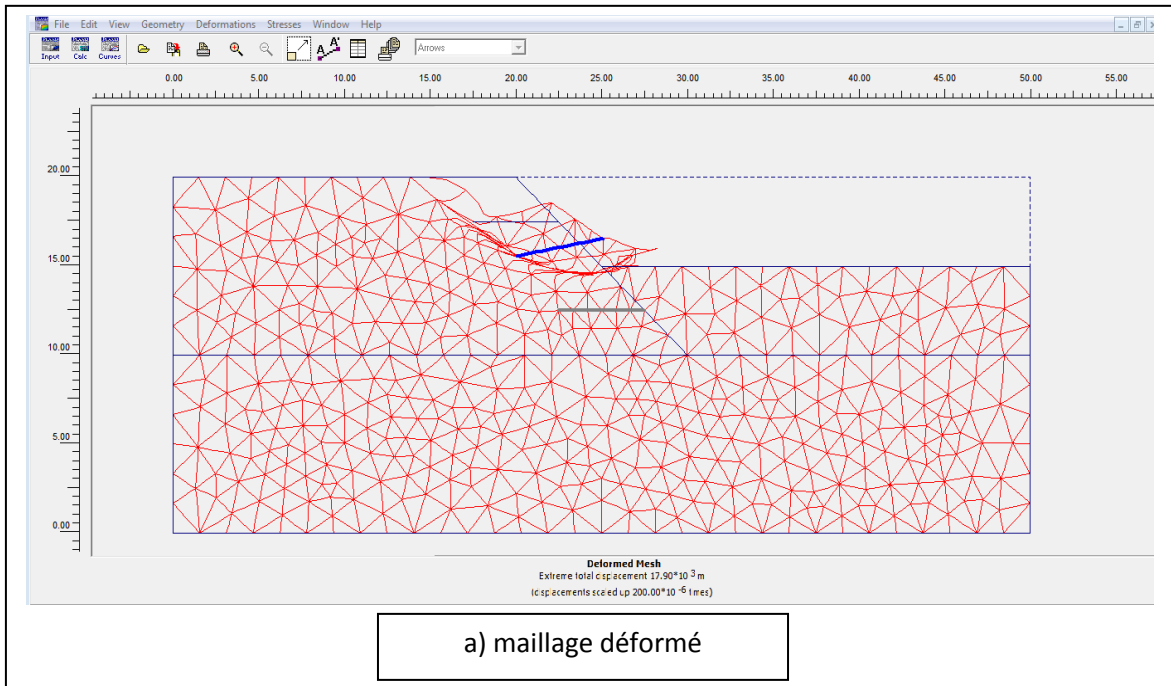 File Edit View Geometry Deformations Stresses Window Help
Input Calc Curves Arrows
0.00 5.00 10.00 15.00 20.00 25.00 30.00 35.00 40.00 45.00 50.00 55.00
20.00
15.00
10.00
5.00
0.00
Deformed Mesh
Extreme total displacement 17.90*10 3 m
(displacements scaled up 200.00*10 -6 times)
a) maillage déformé